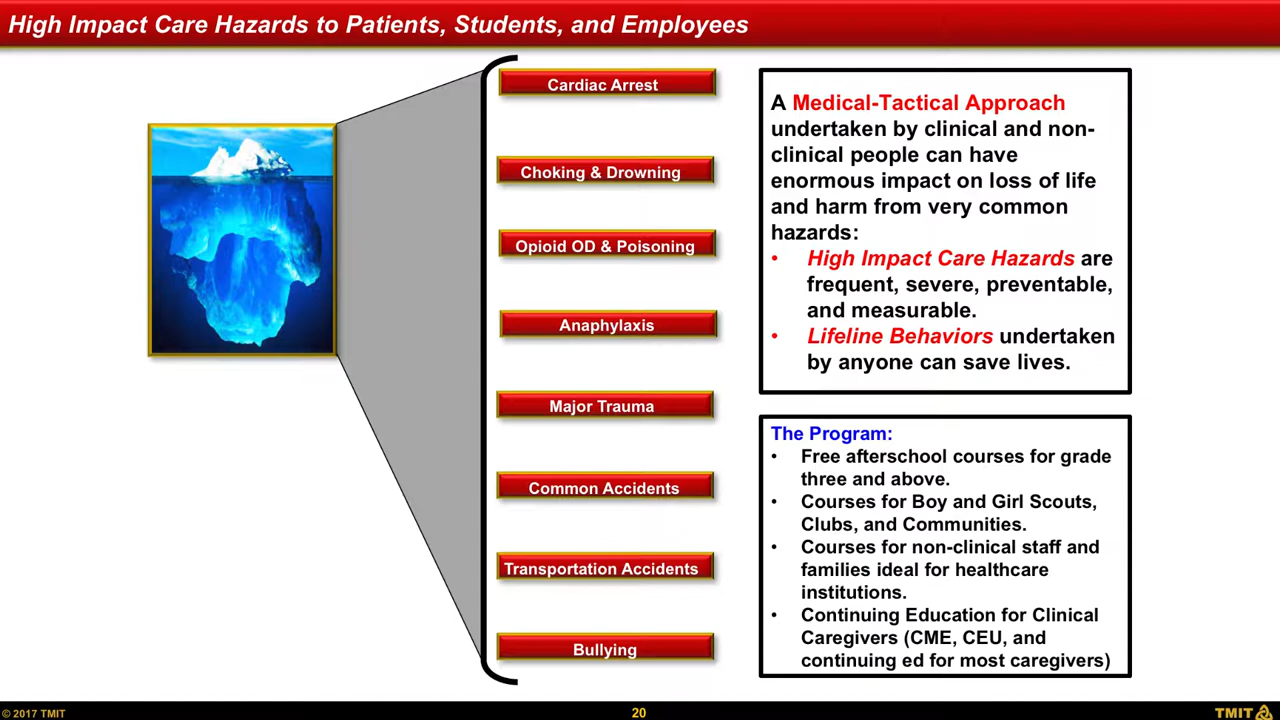 High Impact Care Hazards to Patients, Students, and Employees
Cardiac Arrest
Choking & Drowning
Opioid OD & Poisoning
Anaphylaxis
Major Trauma
Common Accidents
Transportation Accidents
Bullying
A Medical-Tactical Approach
undertaken by clinical and non-
clinical people can have
enormous impact on loss of life
and harm from very common
hazards:
• High Impact Care Hazards are
frequent, severe, preventable,
and measurable.
• Lifeline Behaviors undertaken
by anyone can save lives.
The Program:
• Free afterschool courses for grade
three and above.
• Courses for Boy and Girl Scouts,
Clubs, and Communities.
• Courses for non-clinical staff and
families ideal for healthcare
institutions.
• Continuing Education for Clinical
Caregivers (CME, CEU, and
continuing ed for most caregivers)
© 2017 TMIT
20
TMIT